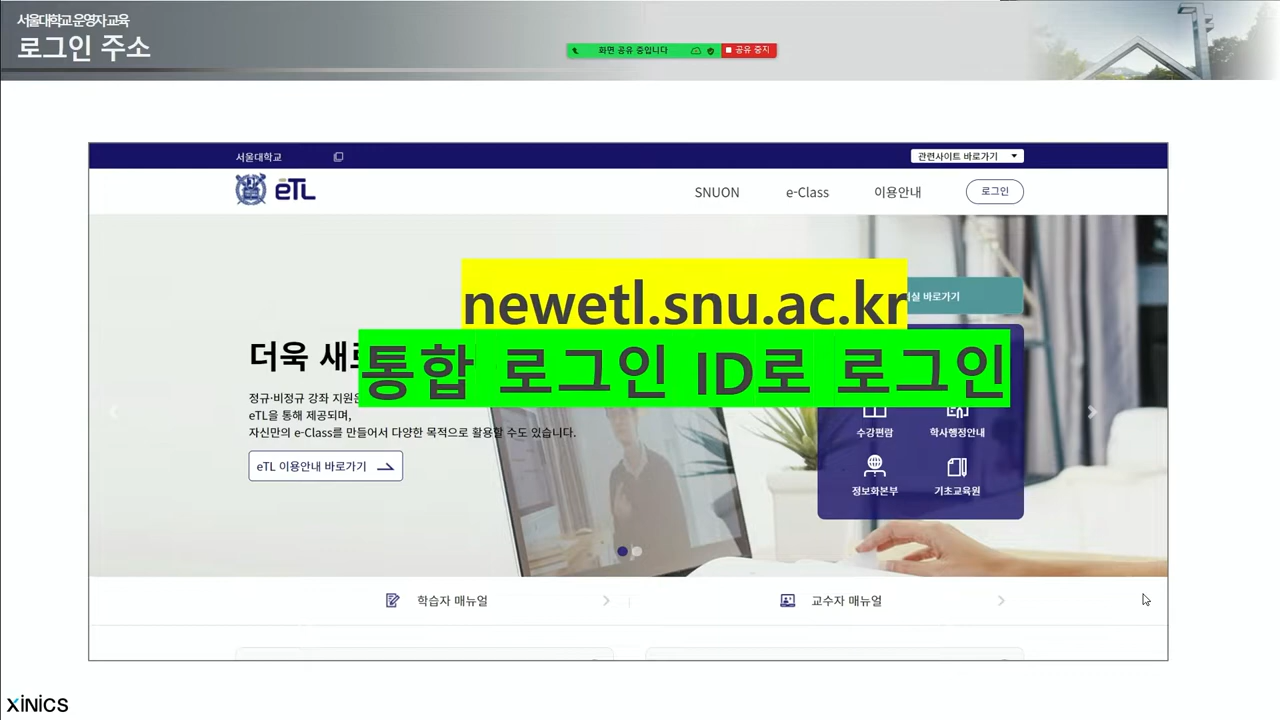 서울대학교 운영자 교육
로그인 주소
화면 공유 중입니다
공유 중지
서울대학교
관련사이트 바로가기
eTL
SNUON
e-Class
이용안내
로그인
newetl.snu.ac.kr
실 바로가기
더욱 새로
통합 로그인 ID로 로그인
정규·비정규 강좌 지원은
eTL을 통해 제공되며,
자신만의 e-Class를 만들어서 다양한 목적으로 활용할 수도 있습니다.
eTL 이용안내 바로가기
수강편람
학사행정안내
정보화본부
기초교육원
학습자 매뉴얼
교수자 매뉴얼
XINICS